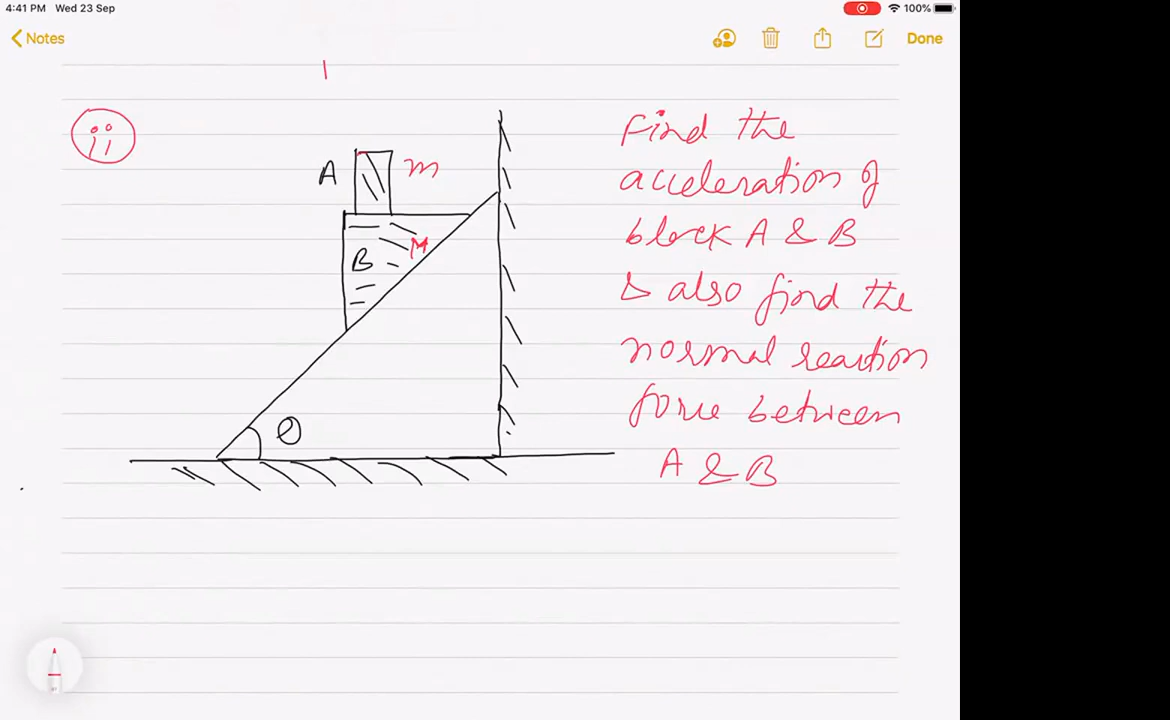 4:41 PM Wed 23 Sep
100%
Notes
Done
ii
Find the
acceleration of
block A & B
& also find the
normal reaction
force between
A & B
A m
B M
θ